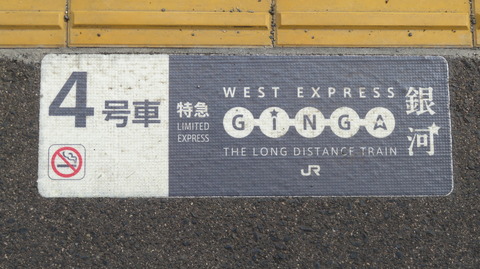 4号車
特急
LIMITED
EXPRESS
WEST EXPRESS
GINGA
銀河
THE LONG DISTANCE TRAIN
JR